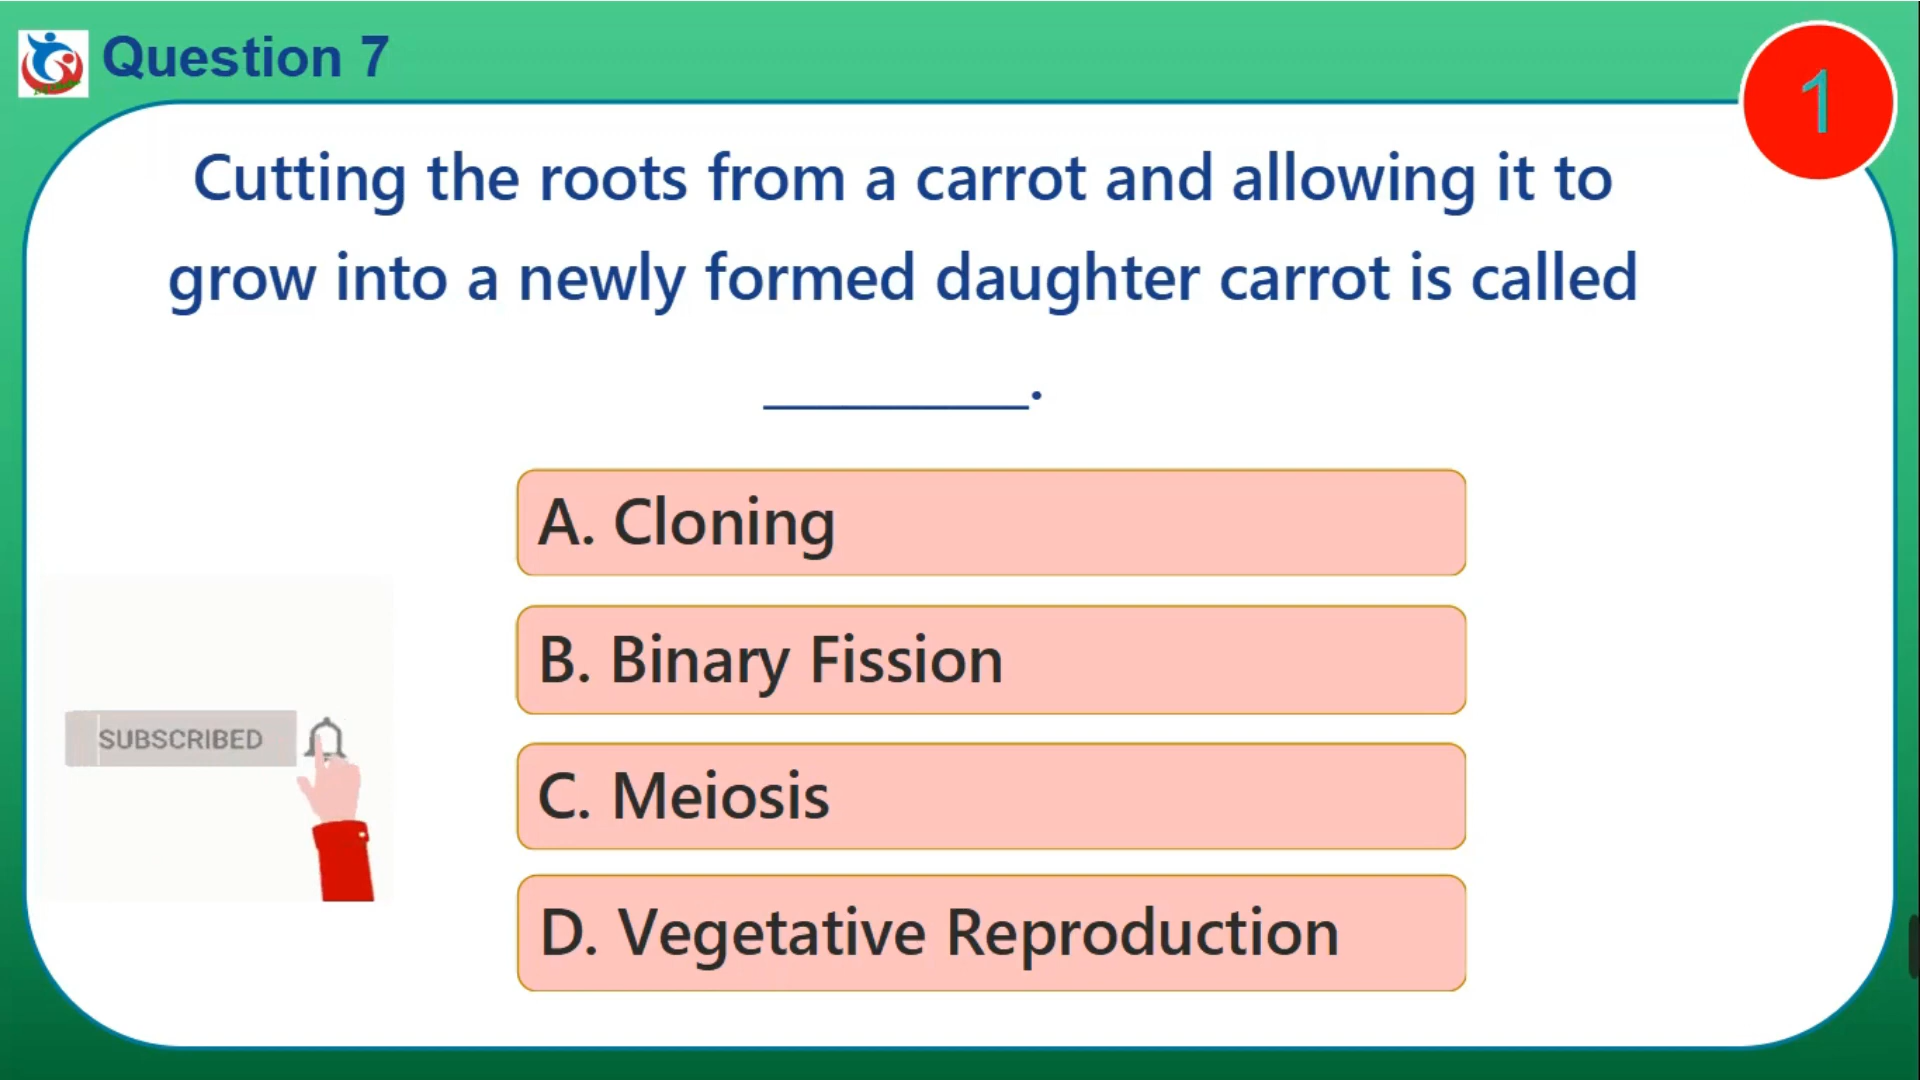 Question 7
1
Cutting the roots from a carrot and allowing it to
grow into a newly formed daughter carrot is called
________.
A. Cloning
B. Binary Fission
C. Meiosis
D. Vegetative Reproduction
SUBSCRIBED